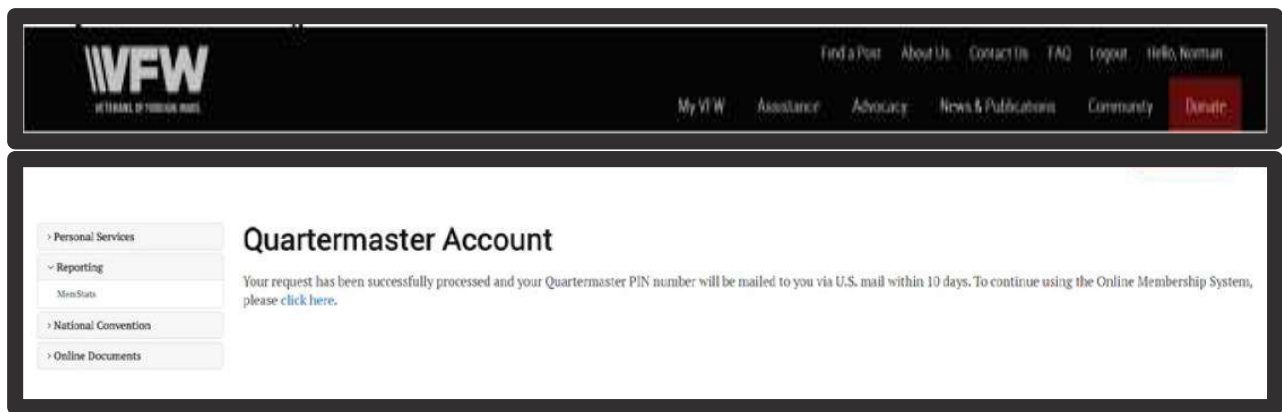 VFW
VETERANS OF FOREIGN WARS.
Find a Post About Us Contact Us FAQ Logout Hello, Norman
My VFW Assistance Advocacy News & Publications Community Donate
› Personal Services
Quartermaster Account
Reporting
MemStats
Your request has been successfully processed and your Quartermaster PIN number will be mailed to you via U.S. mail within 10 days. To continue using the Online Membership System,
please click here.
› National Convention
› Online Documents